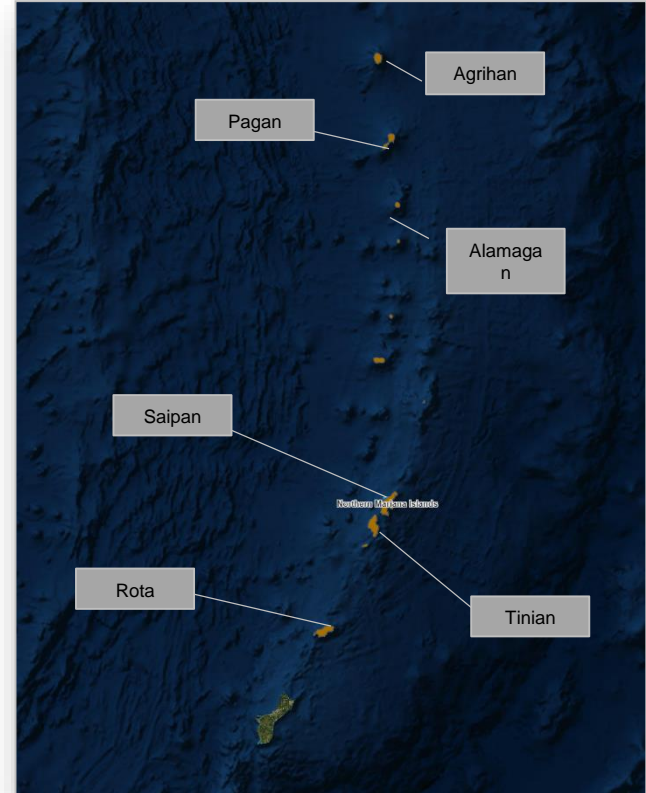 Agrihan
Pagan
Alamaga
n
Saipan
Northern Mariana Islands
Rota
Tinian